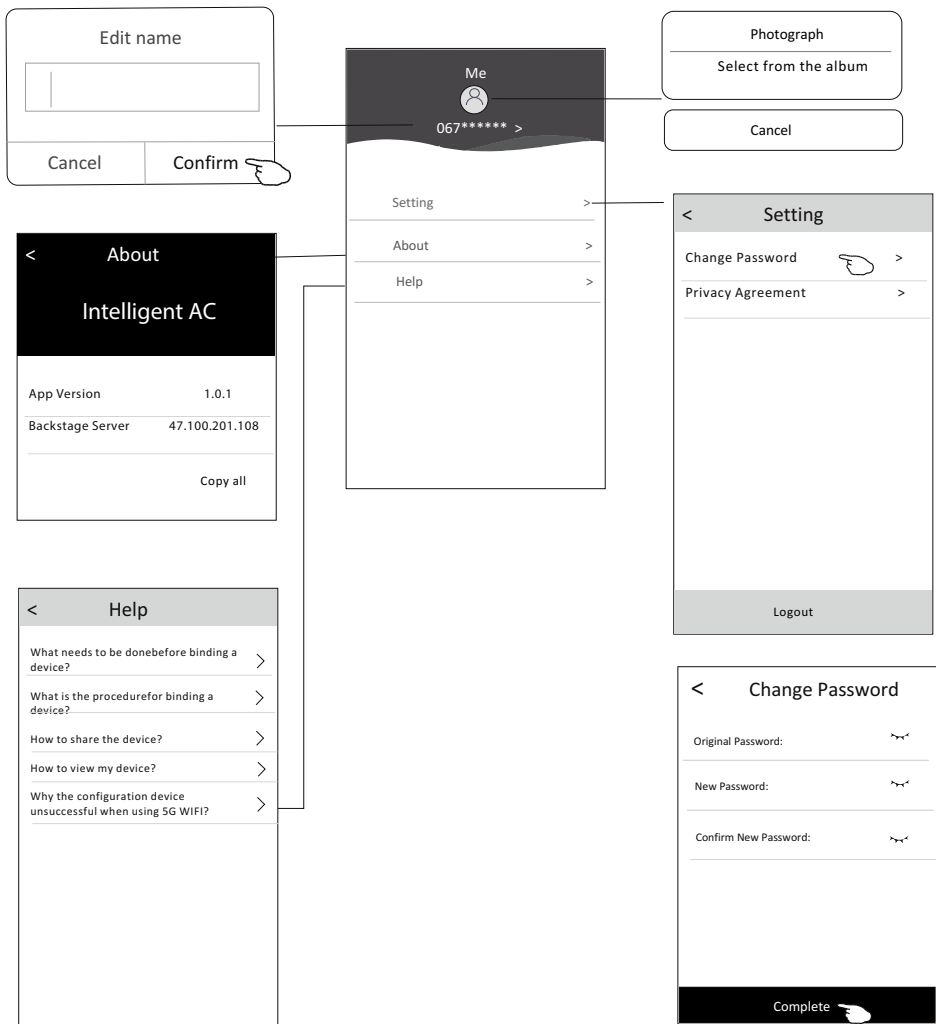 Edit name
Cancel Confirm
Me
067****** >
Setting >
About >
Help >
Photograph
Select from the album
Cancel
< About
Intelligent AC
App Version 1.0.1
Backstage Server 47.100.201.108
Copy all
< Setting
Change Password >
Privacy Agreement >
Logout
< Help
What needs to be donebefore binding a
device?
What is the procedurefor binding a
device?
How to share the device?
How to view my device?
Why the configuration device
unsuccessful when using 5G WIFI?
< Change Password
Original Password:
New Password:
Confirm New Password:
Complete